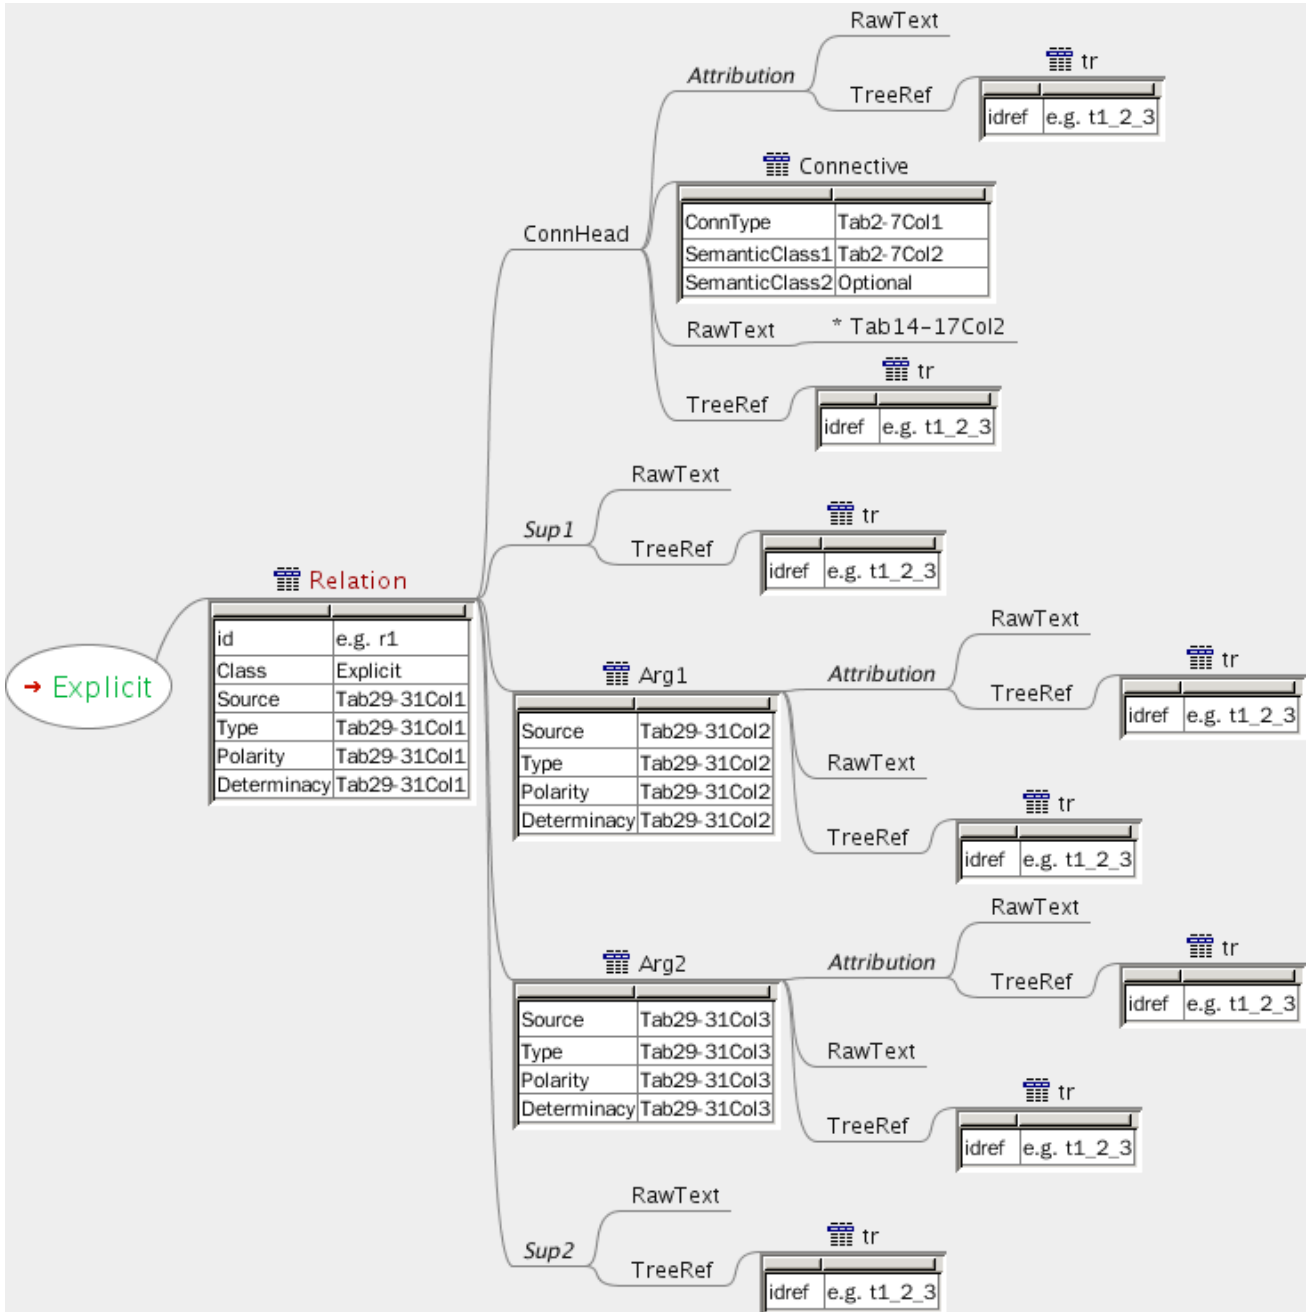 RawText
tr
Attribution
TreeRef
idref e.g. t1_2_3
Connective
ConnType Tab2-7Col1
SemanticClass1 Tab2-7Col2
SemanticClass2 Optional
ConnHead
RawText * Tab14-17Col2
tr
TreeRef
idref e.g. t1_2_3
RawText
tr
Sup1
TreeRef
idref e.g. t1_2_3
Relation
id e.g. r1
Class Explicit
Source Tab29-31Col1
Type Tab29-31Col1
Polarity Tab29-31Col1
Determinacy Tab29-31Col1
→ Explicit
RawText
tr
Arg1
Attribution
TreeRef
idref e.g. t1_2_3
Source Tab29-31Col2
Type Tab29-31Col2
Polarity Tab29-31Col2
Determinacy Tab29-31Col2
RawText
tr
TreeRef
idref e.g. t1_2_3
RawText
tr
Arg2
Attribution
TreeRef
idref e.g. t1_2_3
Source Tab29-31Col3
Type Tab29-31Col3
Polarity Tab29-31Col3
Determinacy Tab29-31Col3
RawText
tr
TreeRef
idref e.g. t1_2_3
RawText
tr
Sup2
TreeRef
idref e.g. t1_2_3